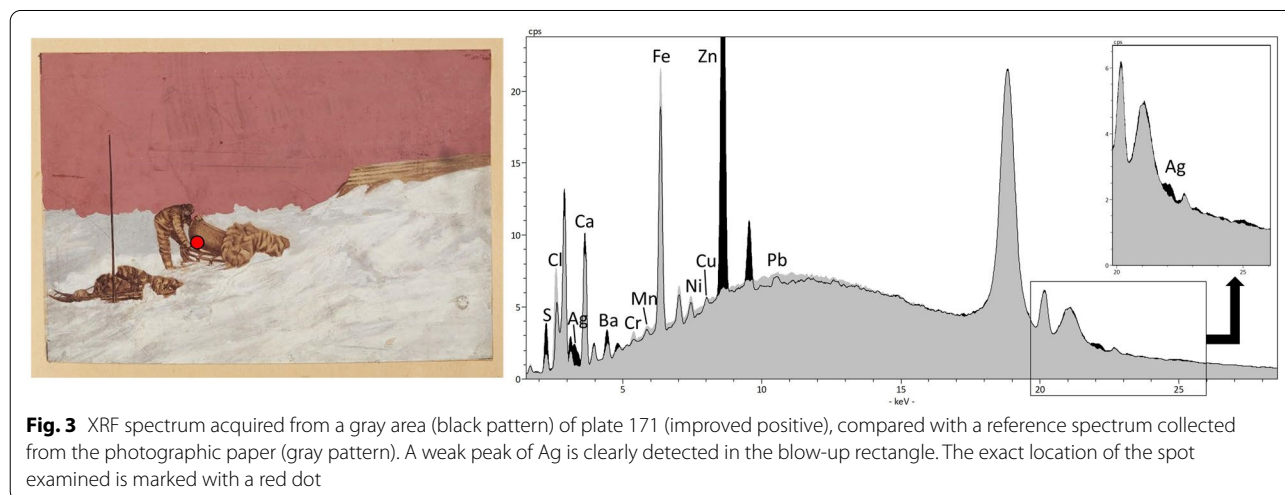 cps
Fe
Zn
20
15
10
5
0
Cl
Ca
S
Ag
Ba
Mn
Cr
Ni
Cu
Pb
5
10
15
20
25
- keV -
cps
6
4
2
0
Ag
20
22
24
26
Fig. 3 XRF spectrum acquired from a gray area (black pattern) of plate 171 (improved positive), compared with a reference spectrum collected
from the photographic paper (gray pattern). A weak peak of Ag is clearly detected in the blow-up rectangle. The exact location of the spot
examined is marked with a red dot